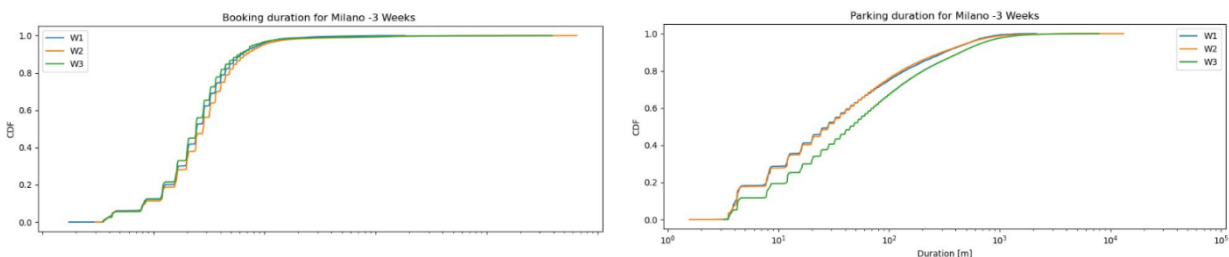 Booking duration for Milano -3 Weeks
W1
W2
W3
1.0
0.8
0.6
0.4
0.2
0.0
CDF
Parking duration for Milano -3 Weeks
W1
W2
W3
1.0
0.8
0.6
0.4
0.2
0.0
CDF
10⁰ 10¹ 10² 10³ 10⁴ 10⁵
Duration [m]